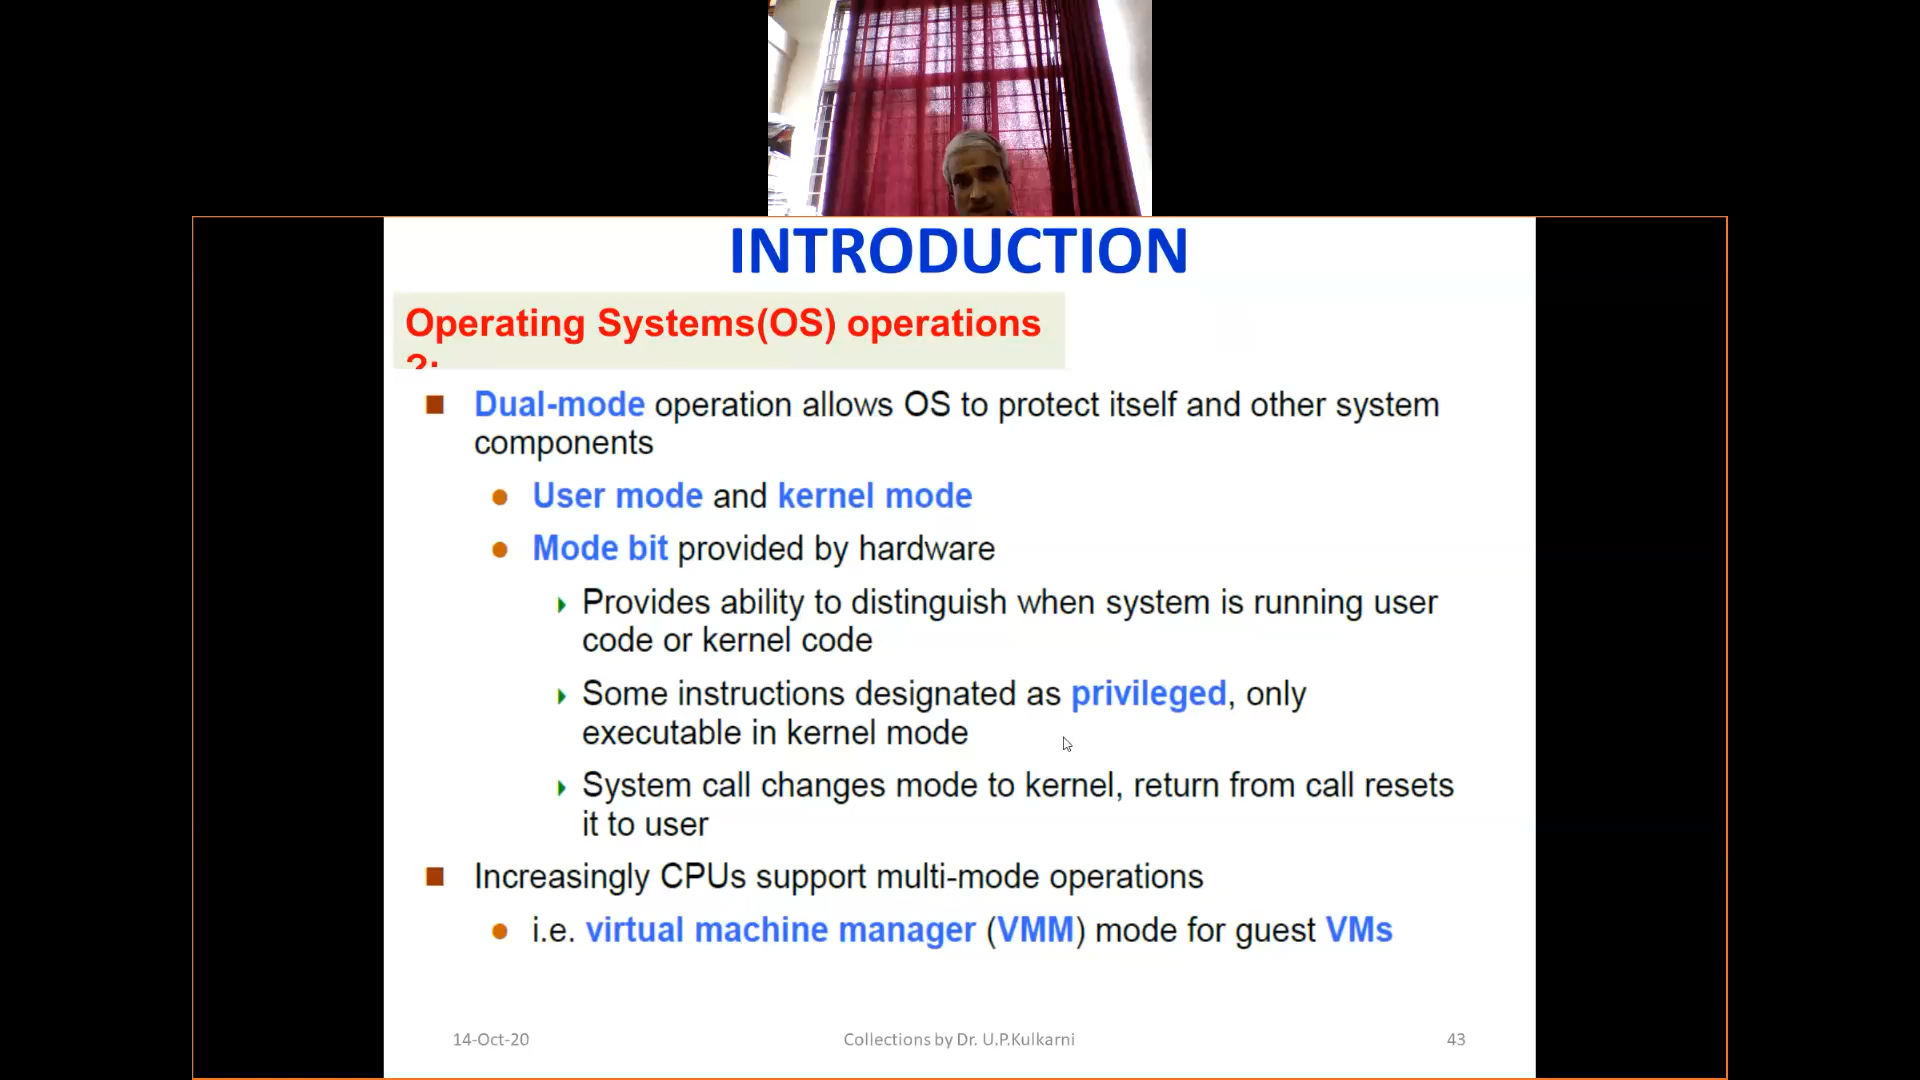 INTRODUCTION
Operating Systems(OS) operations
?:
Dual-mode operation allows OS to protect itself and other system
components
User mode and kernel mode
Mode bit provided by hardware
Provides ability to distinguish when system is running user
code or kernel code
Some instructions designated as privileged, only
executable in kernel mode
System call changes mode to kernel, return from call resets
it to user
Increasingly CPUs support multi-mode operations
i.e. virtual machine manager (VMM) mode for guest VMs
14-Oct-20 Collections by Dr. U.P.Kulkarni 43